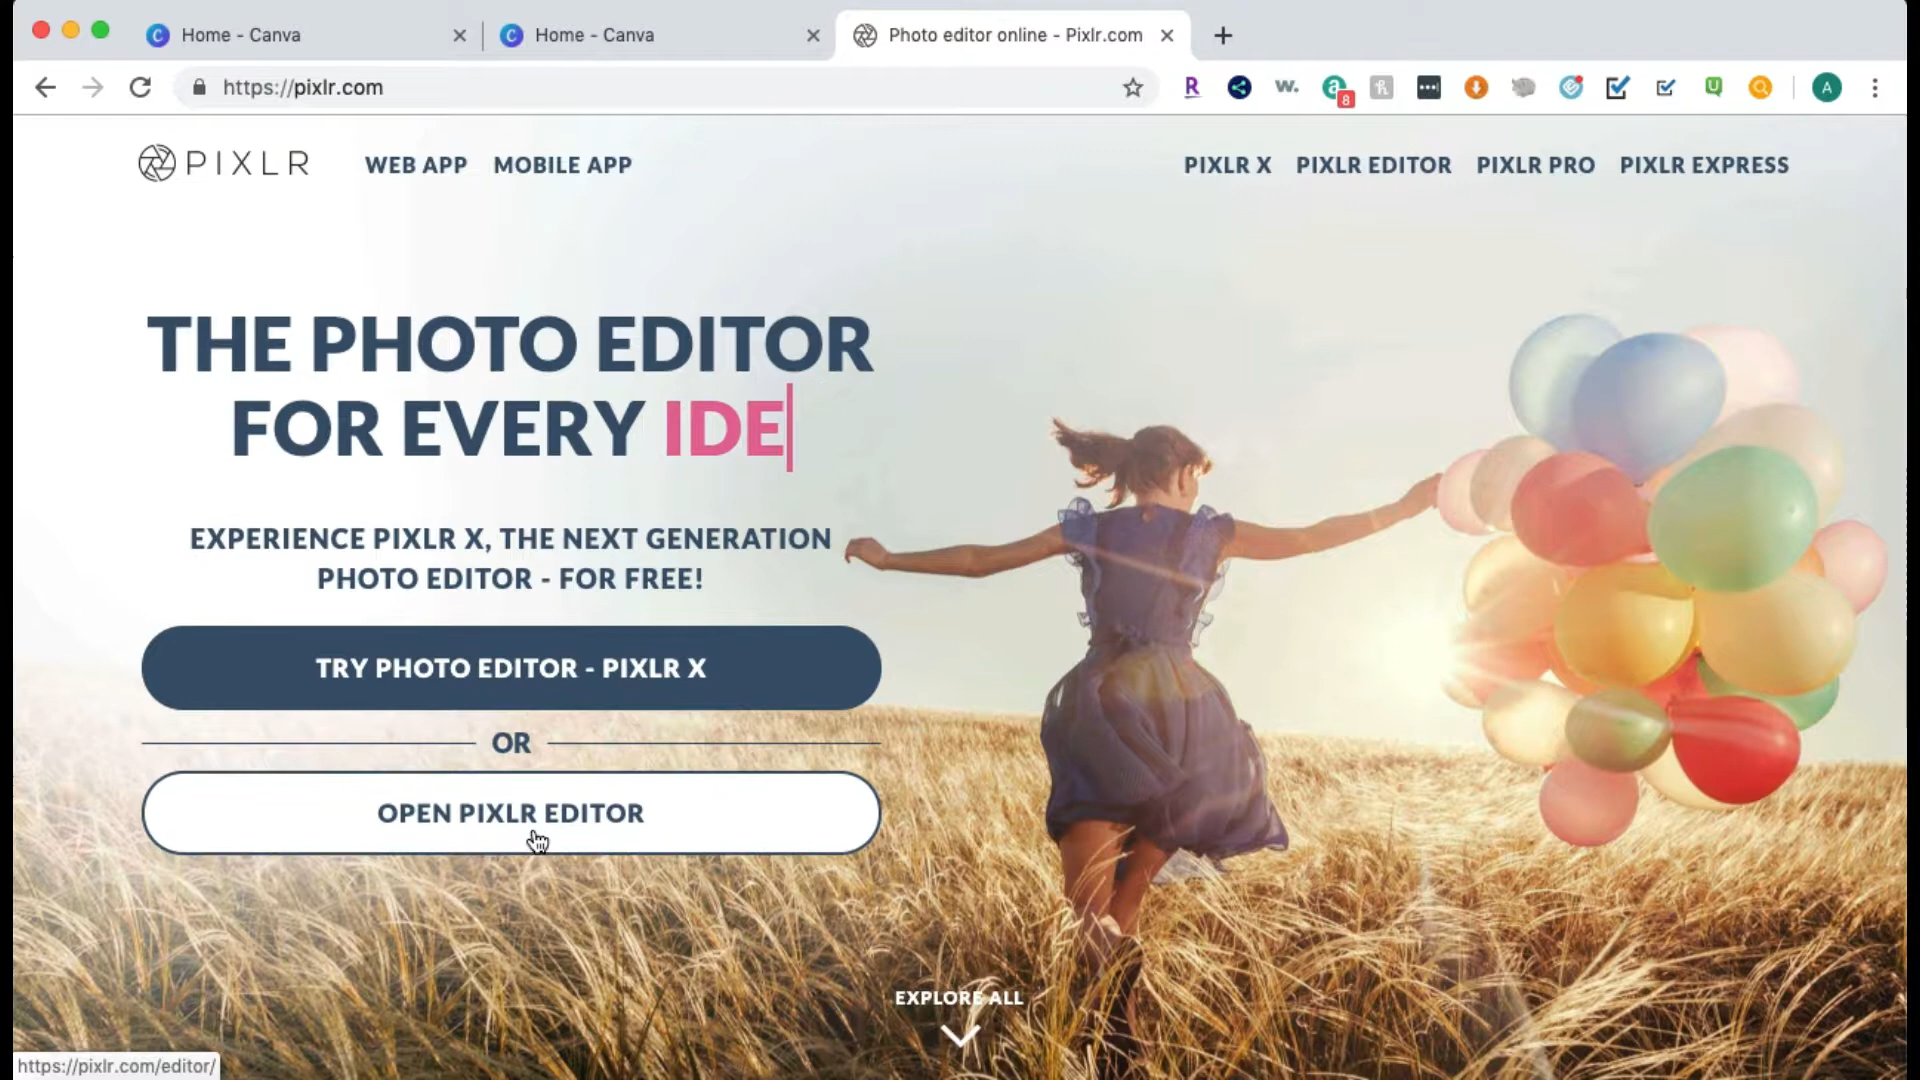 Home - Canva
Home - Canva
Photo editor online - Pixlr.com
https://pixlr.com
8
A
PIXLR
WEB APP
MOBILE APP
PIXLR X
PIXLR EDITOR
PIXLR PRO
PIXLR EXPRESS
THE PHOTO EDITOR
FOR EVERY IDE
EXPERIENCE PIXLR X, THE NEXT GENERATION
PHOTO EDITOR - FOR FREE!
TRY PHOTO EDITOR - PIXLR X
OR
OPEN PIXLR EDITOR
EXPLORE ALL
https://pixlr.com/editor/